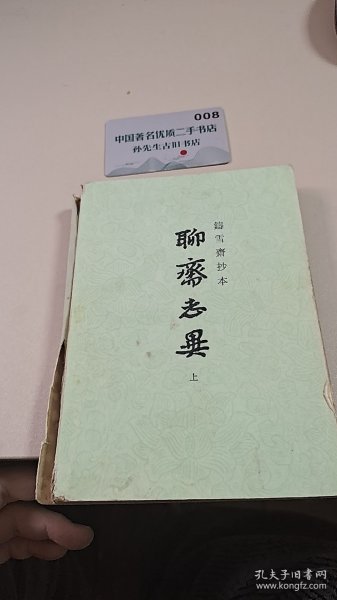 008
中国著名优质二手书店
孙先生古旧书店
鑄雪齋抄本
聊齋志異
上
孔夫子旧书网
www.kongfz.com